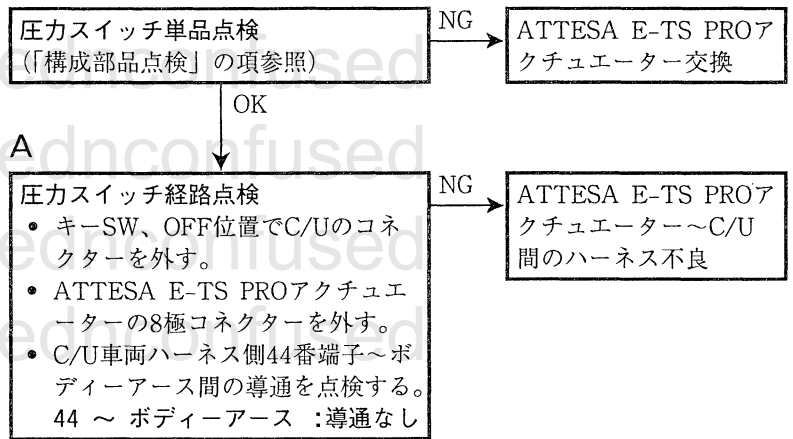 圧力スイッチ単品点検
(「構成部品点検」の項参照)
NG
ATTESA E-TS PROア
クチュエーター交換
OK
A
圧力スイッチ経路点検
• キーSW、OFF位置でC/Uのコネ
クターを外す。
• ATTESA E-TS PROアクチュエ
ーターの8極コネクターを外す。
• C/U車両ハーネス側44番端子～ボ
ディーアース間の導通を点検する。
44 ～ ボディーアース :導通なし
NG
ATTESA E-TS PROア
クチュエーター～C/U
間のハーネス不良
ednconfused
ednconfused
ednconfused
ednconfused